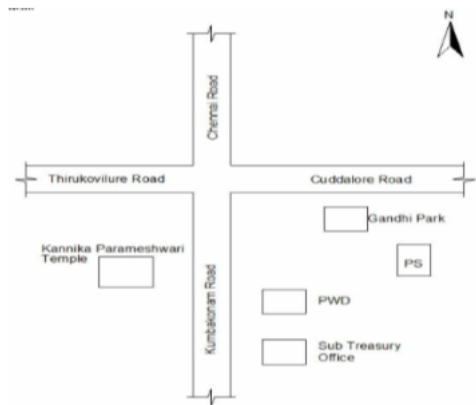 N
Chennai Road
Thirukovilure Road
Cuddalore Road
Gandhi Park
Kannika Parameshwari
Temple
PS
Kumbakonam Road
PWD
Sub Treasury
Office